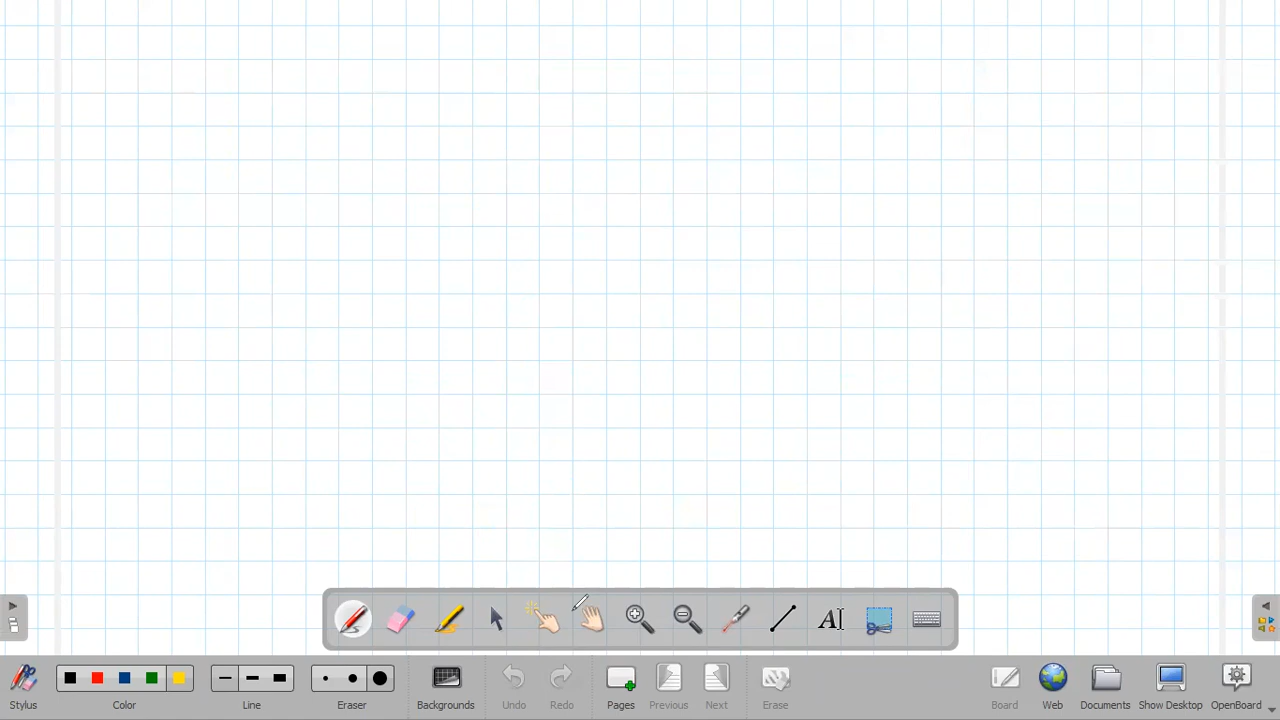 Stylus
Color
Line
Eraser
Backgrounds
Undo
Redo
Pages
Previous
Next
Erase
Board
Web
Documents
Show Desktop
OpenBoard